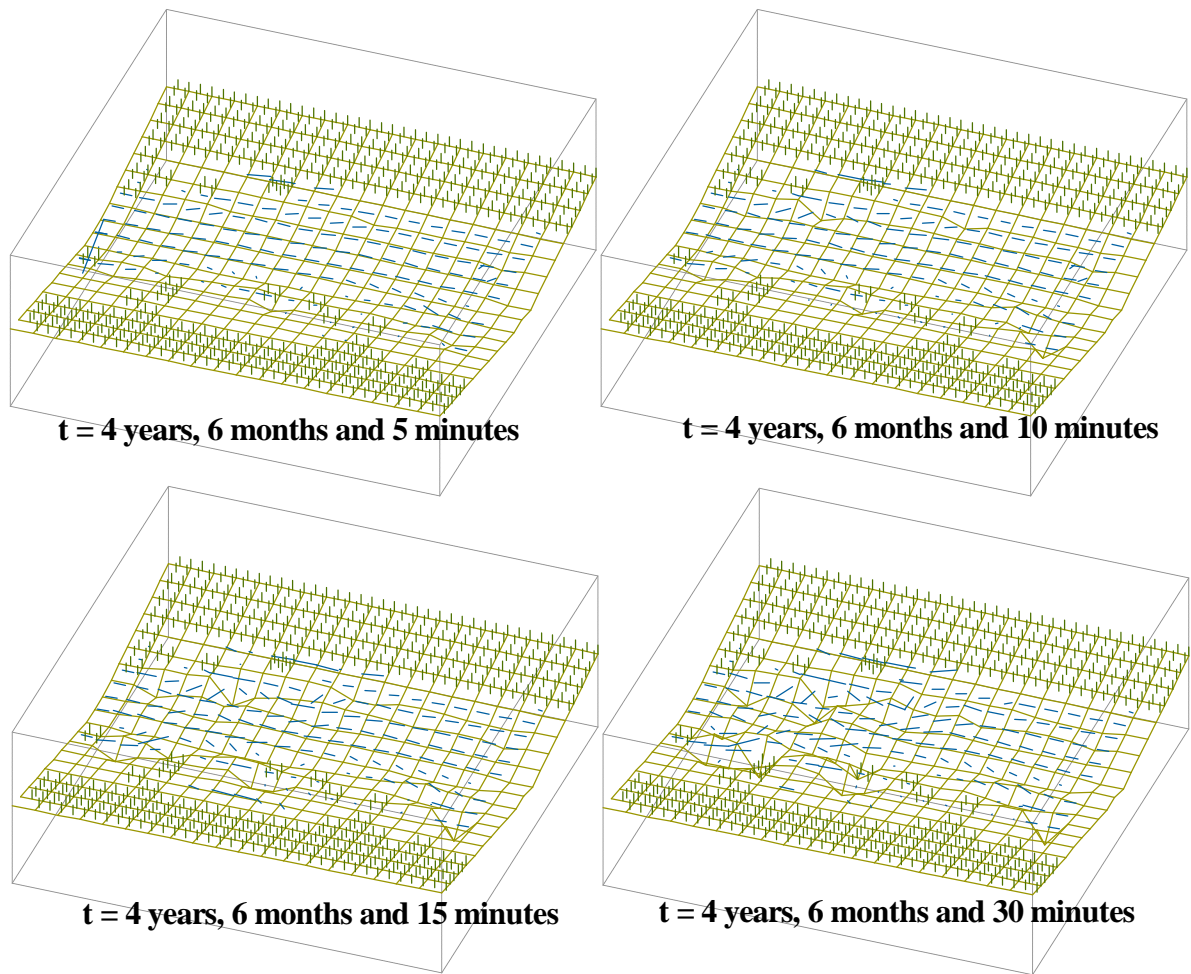 t = 4 years, 6 months and 5 minutes
t = 4 years, 6 months and 10 minutes
t = 4 years, 6 months and 15 minutes
t = 4 years, 6 months and 30 minutes